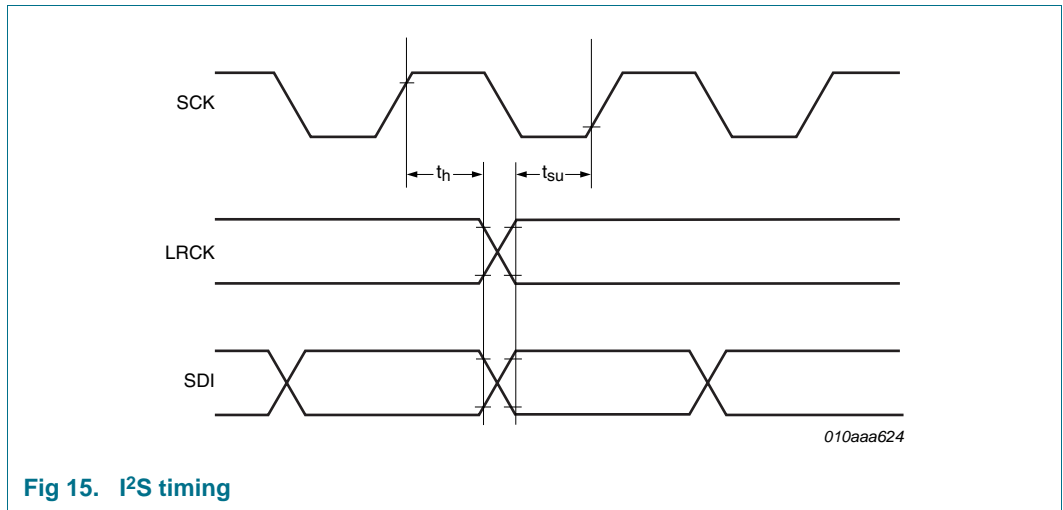 SCK
th
tsu
LRCK
SDI
010aaa624
Fig 15. I²S timing